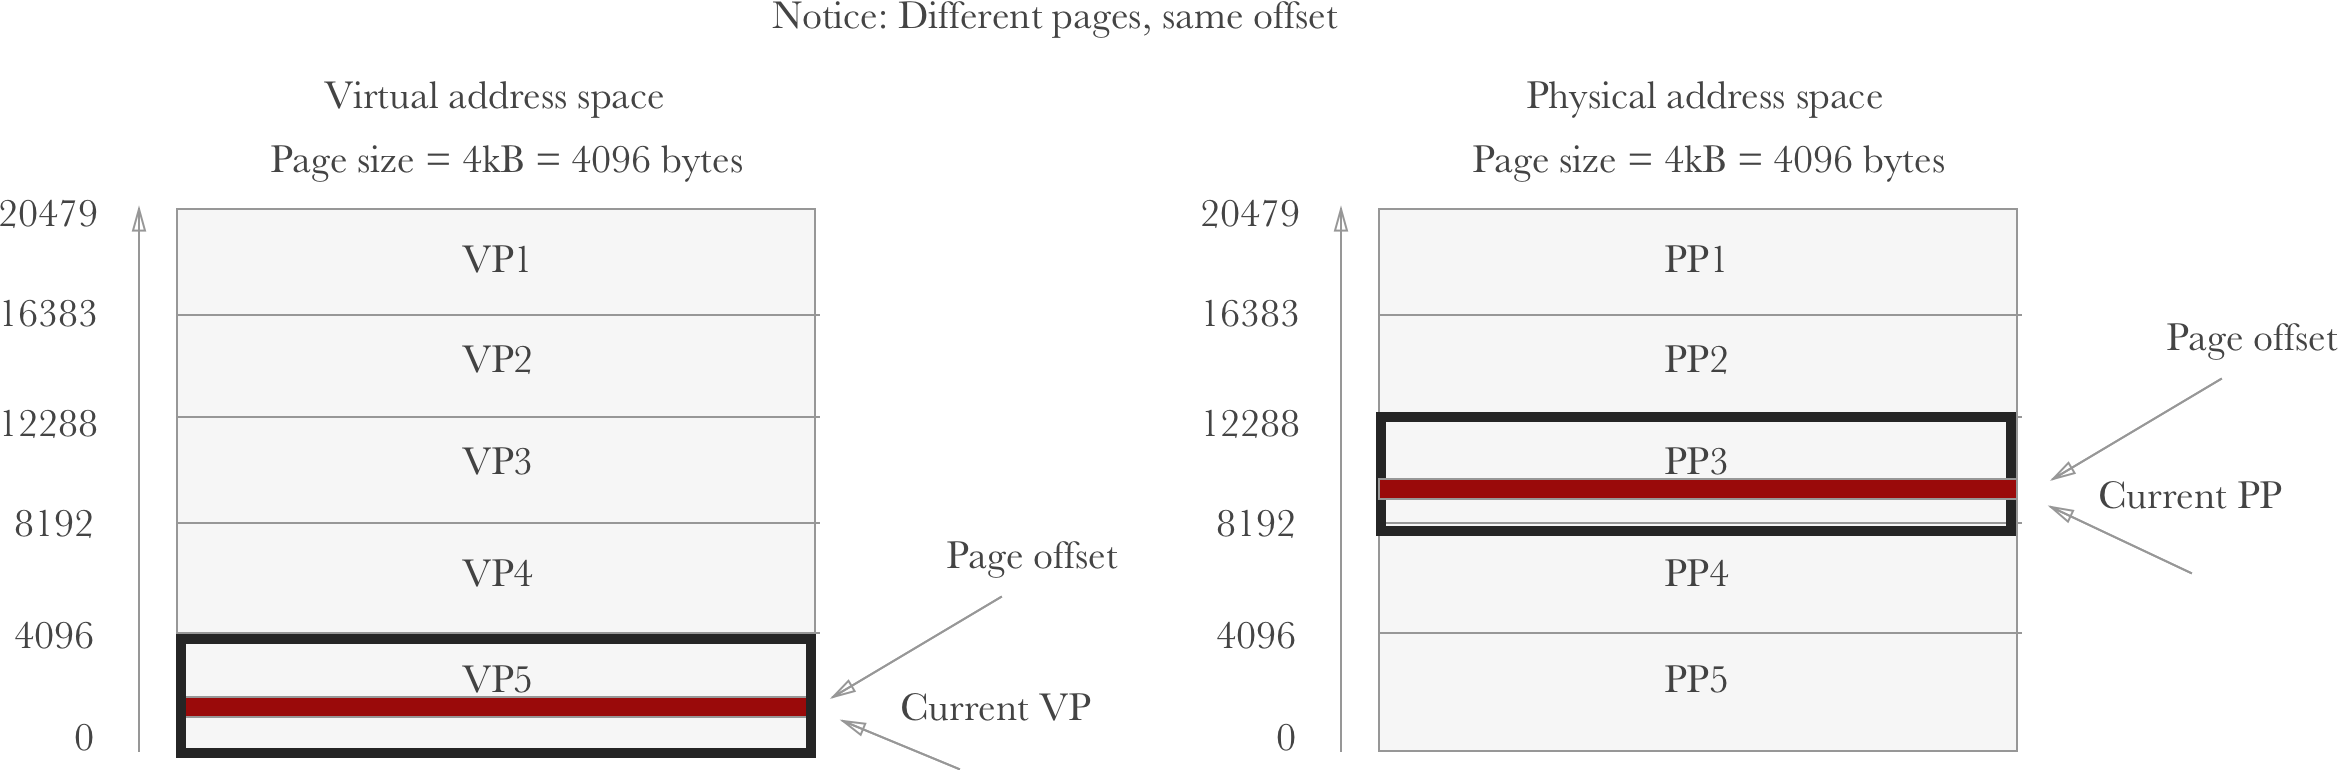 Notice: Different pages, same offset
Virtual address space
Page size = 4kB = 4096 bytes
20479
VP1
16383
VP2
12288
VP3
8192
VP4
4096
VP5
0
Page offset
Current VP
Physical address space
Page size = 4kB = 4096 bytes
20479
PP1
16383
PP2
12288
PP3
8192
PP4
4096
PP5
0
Page offset
Current PP